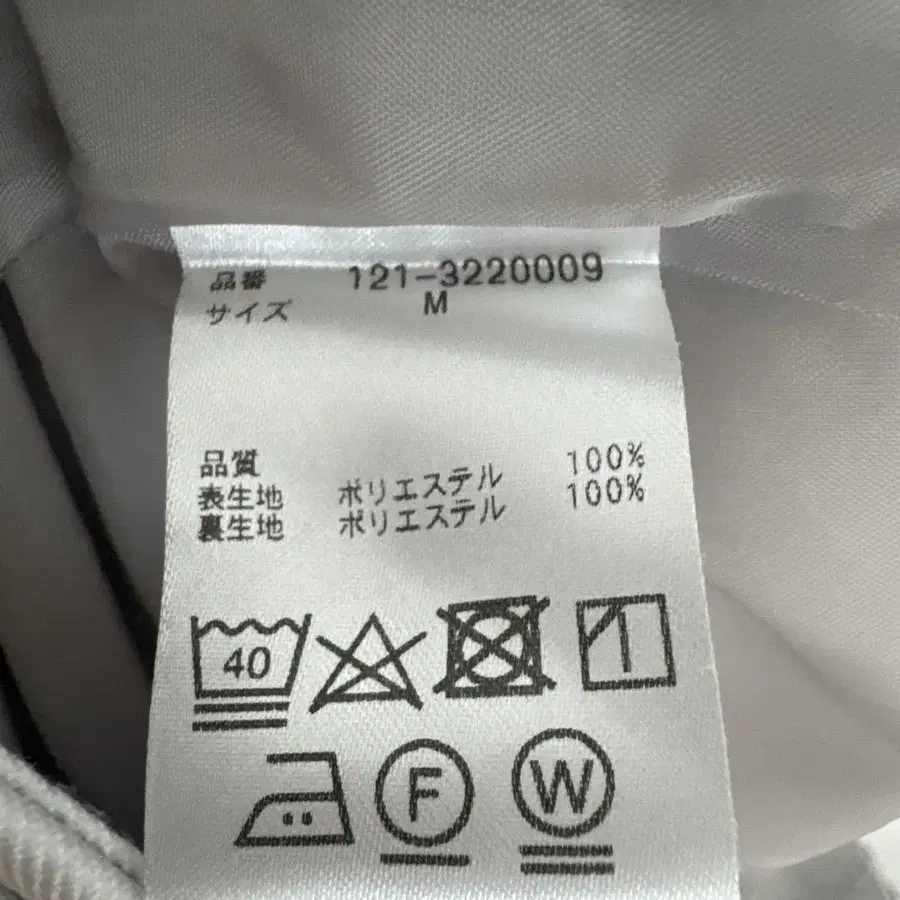 品番 121-3220009
サイズ M
品質
表生地 ポリエステル 100%
裏生地 ポリエステル 100%
40
F W